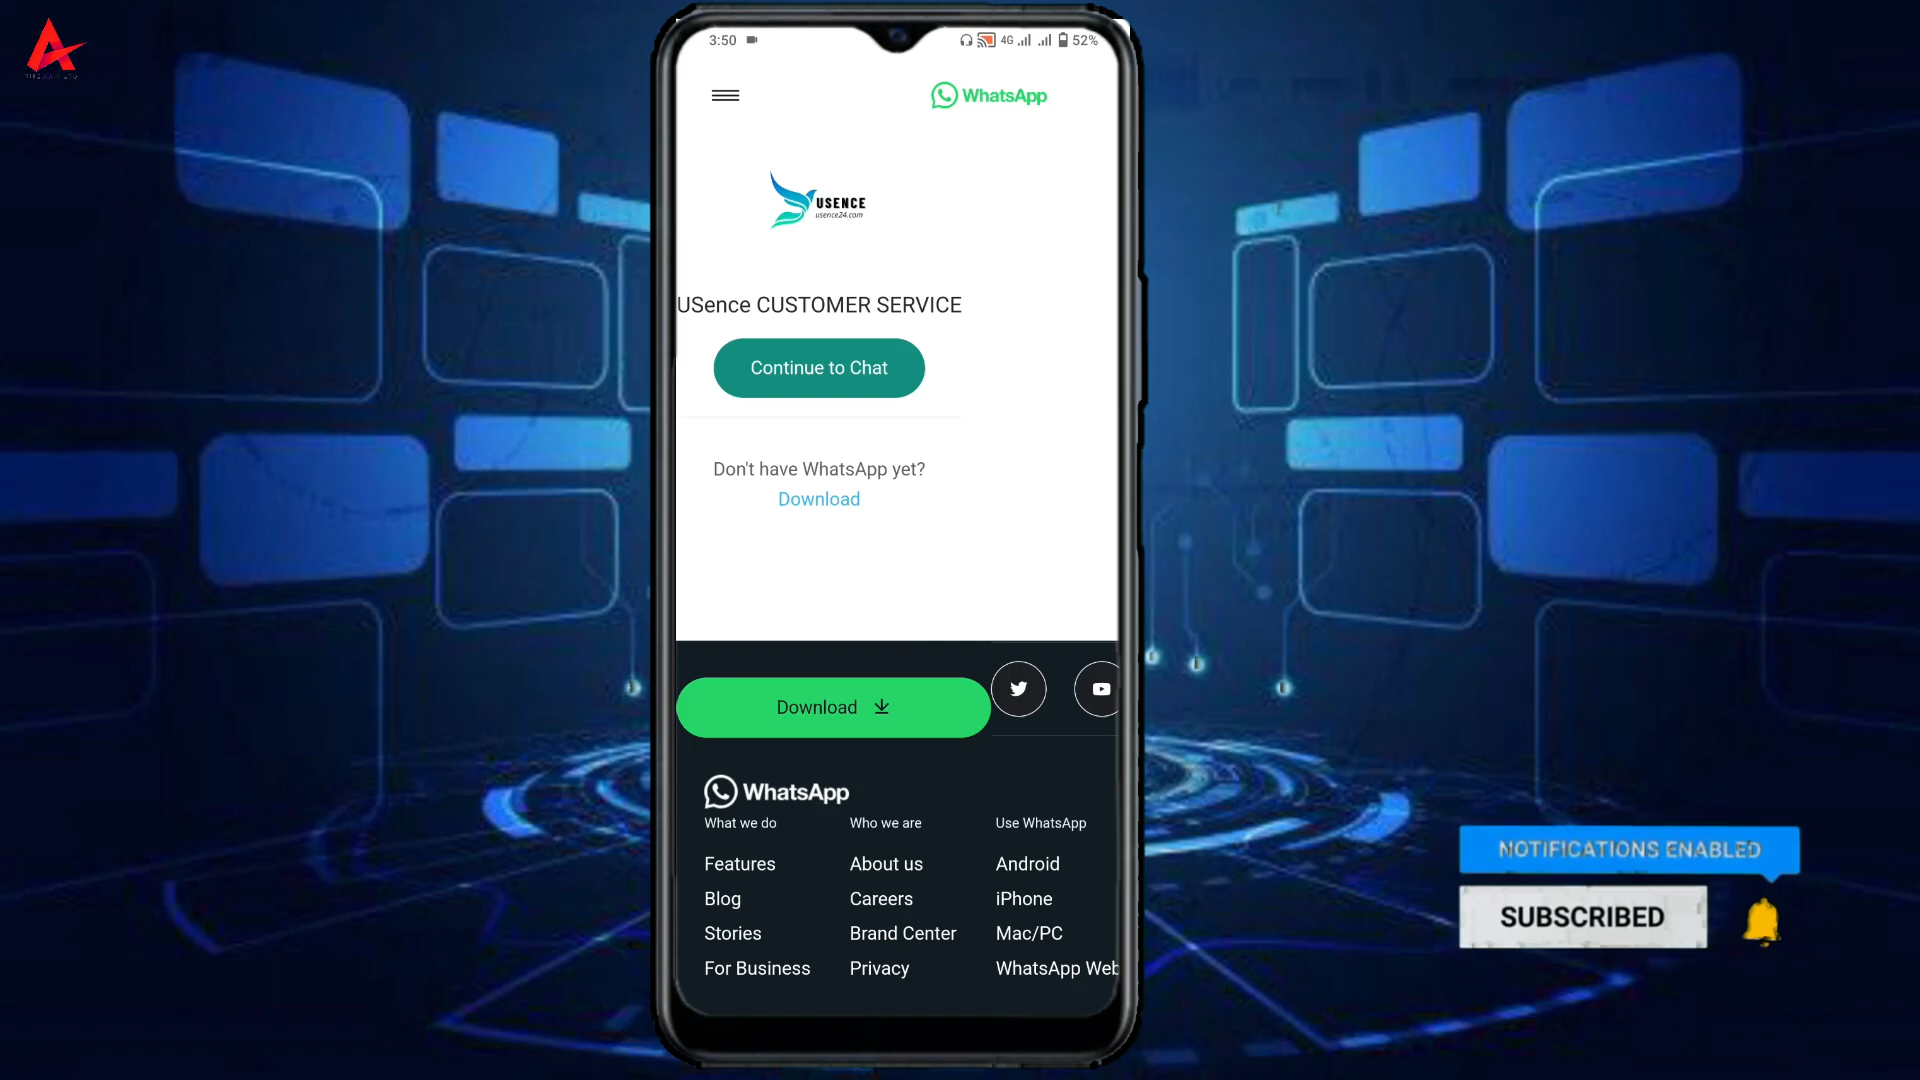 3:50
4G
52%
WhatsApp
USENCE
usence24.com
USence CUSTOMER SERVICE
Continue to Chat
Don't have WhatsApp yet?
Download
Download
WhatsApp
What we do
Who we are
Use WhatsApp
Features
About us
Android
Blog
Careers
iPhone
Stories
Brand Center
Mac/PC
For Business
Privacy
WhatsApp Web
NOTIFICATIONS ENABLED
SUBSCRIBED